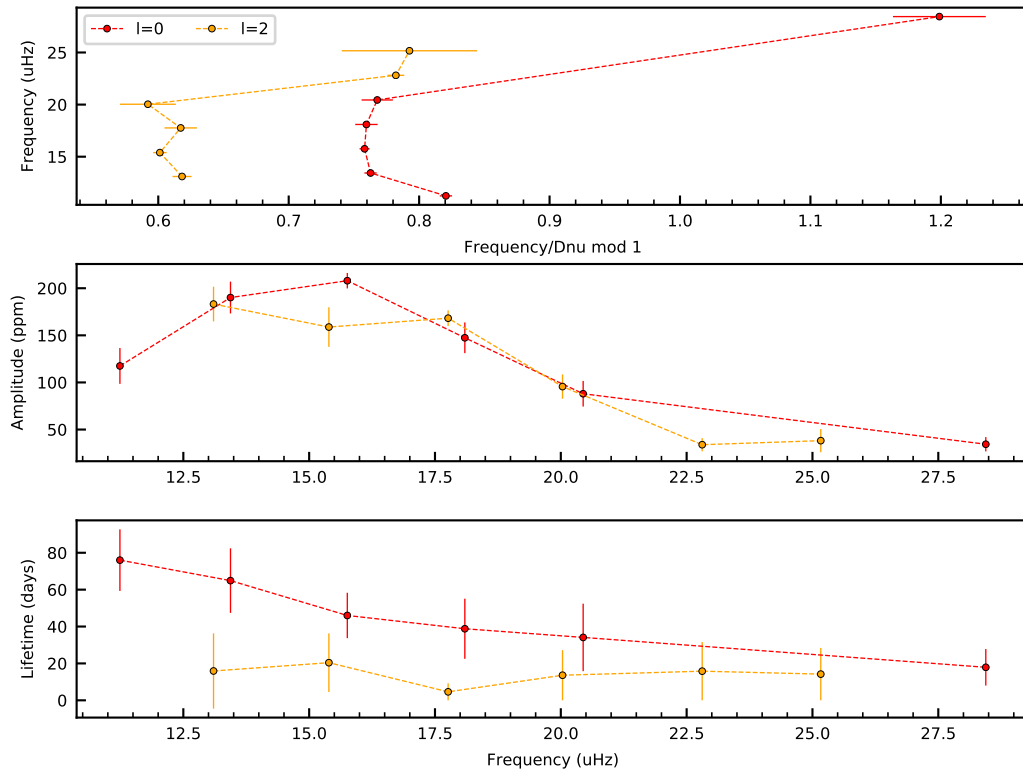 l=0 l=2
Frequency (uHz)
25
20
15
0.6 0.7 0.8 0.9 1.0 1.1 1.2
Frequency/Dnu mod 1
Amplitude (ppm)
200
150
100
50
12.5 15.0 17.5 20.0 22.5 25.0 27.5
Lifetime (days)
80
60
40
20
0
12.5 15.0 17.5 20.0 22.5 25.0 27.5
Frequency (uHz)